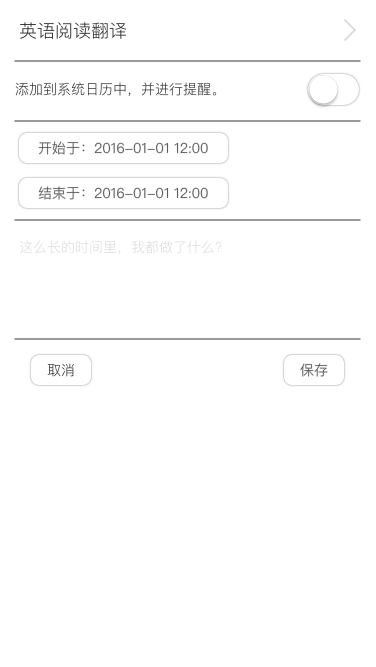 英语阅读翻译
添加到系统日历中，并进行提醒。
开始于：2016-01-01 12:00
结束于：2016-01-01 12:00
这么长的时间里，我都做了什么？
取消
保存